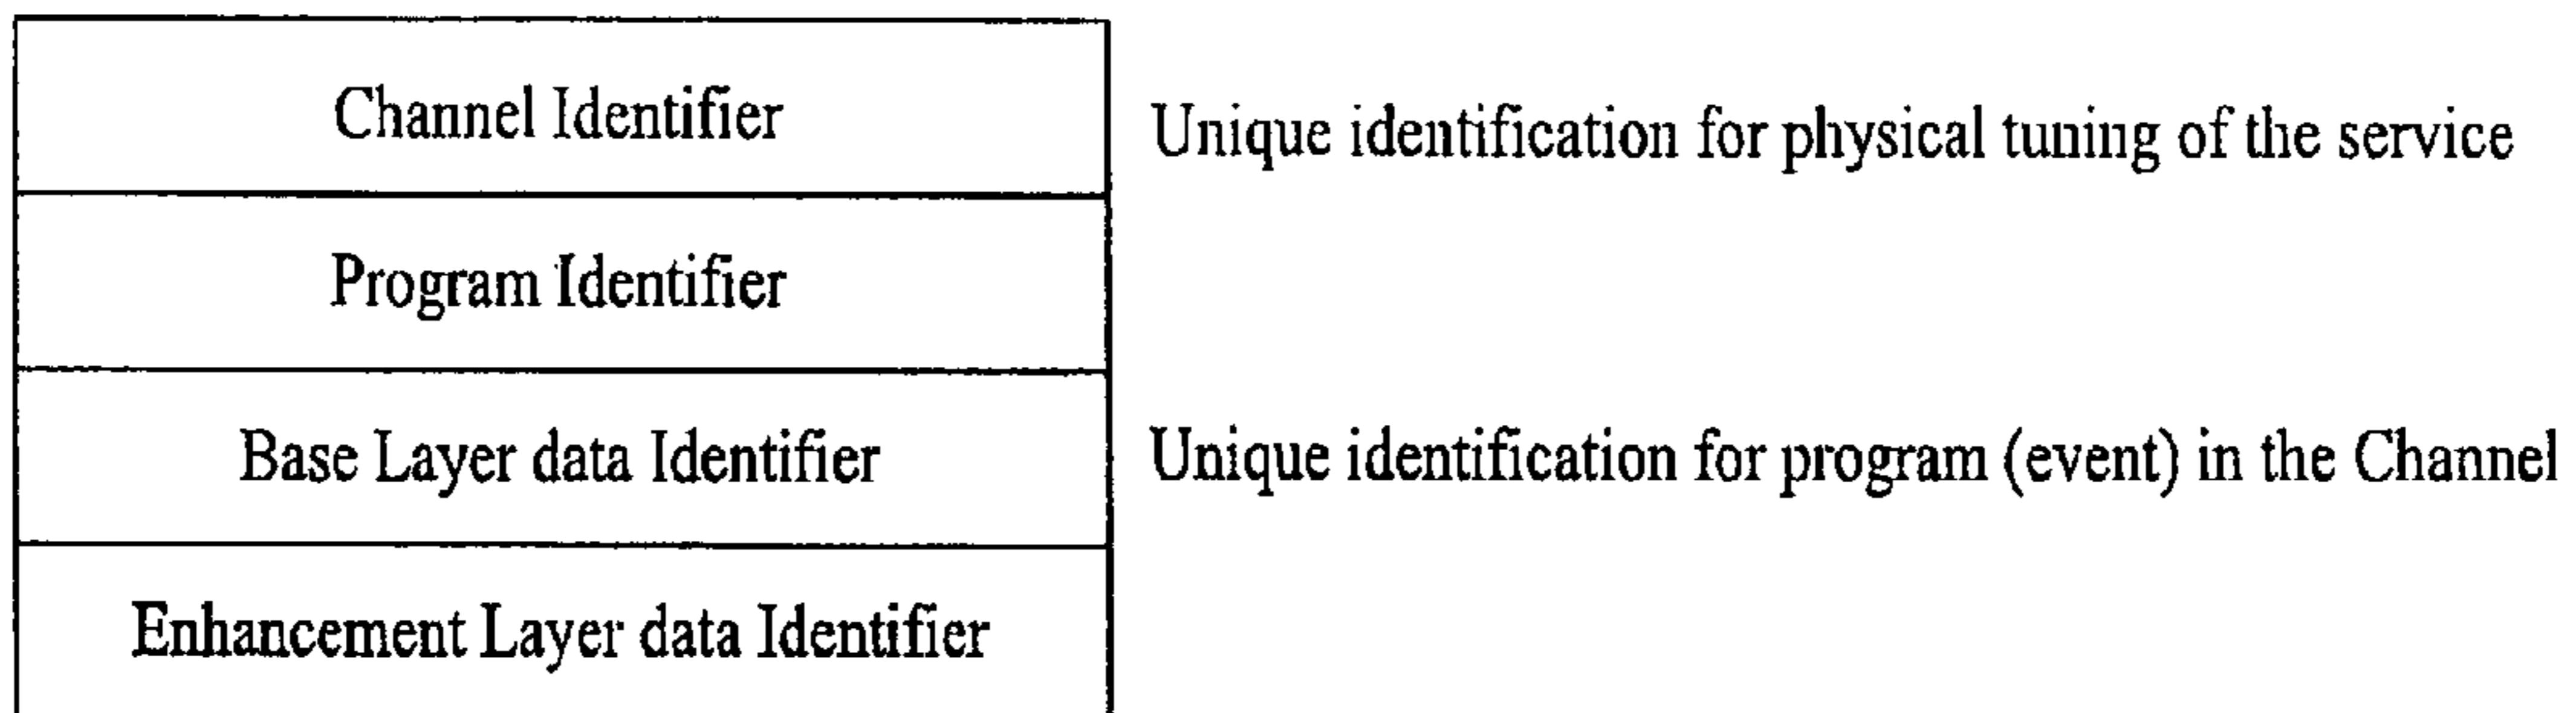 Channel Identifier
Unique identification for physical tuning of the service
Program Identifier
Base Layer data Identifier
Unique identification for program (event) in the Channel
Enhancement Layer data Identifier